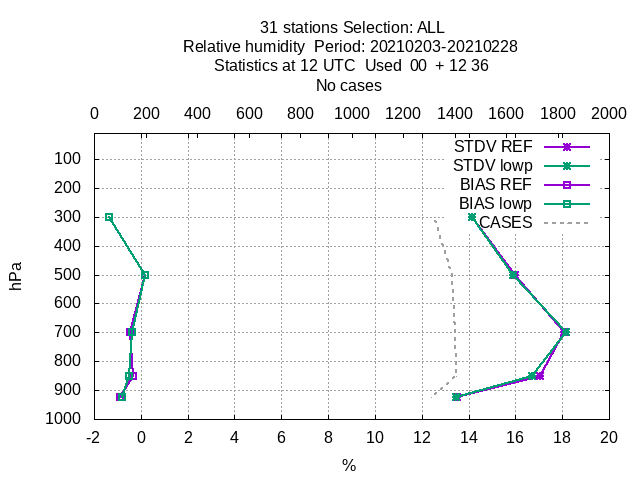 31 stations Selection: ALL
Relative humidity  Period: 20210203-20210228
Statistics at 12 UTC  Used  00  + 12 36
No cases
0 200 400 600 800 1000 1200 1400 1600 1800 2000
STDV REF
STDV lowp
BIAS REF
BIAS lowp
CASES
100
200
300
400
500
600
700
800
900
1000
hPa
-2 0 2 4 6 8 10 12 14 16 18 20
%